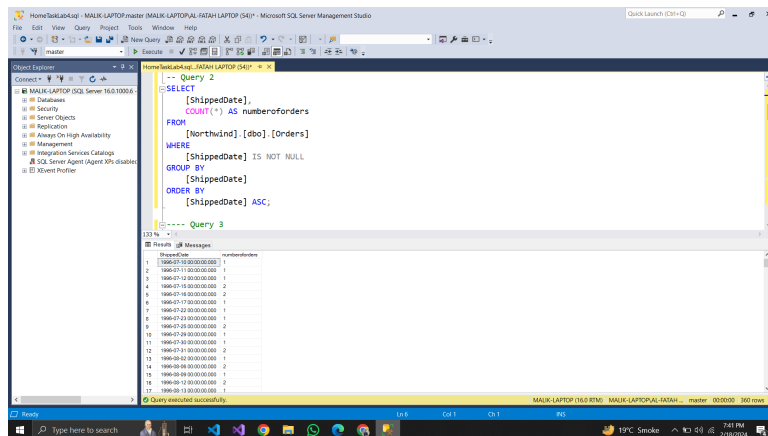 HomeTaskLab4.sql - MALIK-LAPTOP.master (MALIK-LAPTOP\AL-FATAH LAPTOP (54))* - Microsoft SQL Server Management Studio
Quick Launch (Ctrl+Q)
File Edit View Query Project Tools Window Help
New Query
master
Execute
Object Explorer
HomeTaskLab4.sql...FATAH LAPTOP (54))*
Connect
MALIK-LAPTOP (SQL Server 16.0.1000.6 -
Databases
Security
Server Objects
Replication
Always On High Availability
Management
Integration Services Catalogs
SQL Server Agent (Agent XPs disabled
XEvent Profiler
-- Query 2
SELECT
[ShippedDate],
COUNT(*) AS numberoforders
FROM
[Northwind].[dbo].[Orders]
WHERE
[ShippedDate] IS NOT NULL
GROUP BY
[ShippedDate]
ORDER BY
[ShippedDate] ASC;
---- Query 3
133 %
Results Messages
ShippedDate numberoforders
1 1996-07-10 00:00:00.000 1
2 1996-07-11 00:00:00.000 1
3 1996-07-12 00:00:00.000 1
4 1996-07-15 00:00:00.000 2
5 1996-07-16 00:00:00.000 2
6 1996-07-17 00:00:00.000 1
7 1996-07-22 00:00:00.000 1
8 1996-07-23 00:00:00.000 1
9 1996-07-25 00:00:00.000 2
10 1996-07-29 00:00:00.000 1
11 1996-07-30 00:00:00.000 1
12 1996-07-31 00:00:00.000 2
13 1996-08-02 00:00:00.000 1
14 1996-08-06 00:00:00.000 2
15 1996-08-09 00:00:00.000 1
16 1996-08-12 00:00:00.000 2
17 1996-08-13 00:00:00.000 1
Query executed successfully.
MALIK-LAPTOP (16.0 RTM) MALIK-LAPTOP\AL-FATAH ... master 00:00:00 360 rows
Ready
Ln 6 Col 1 Ch 1 INS
Type here to search
19°C Smoke
7:41 PM
2/18/2024